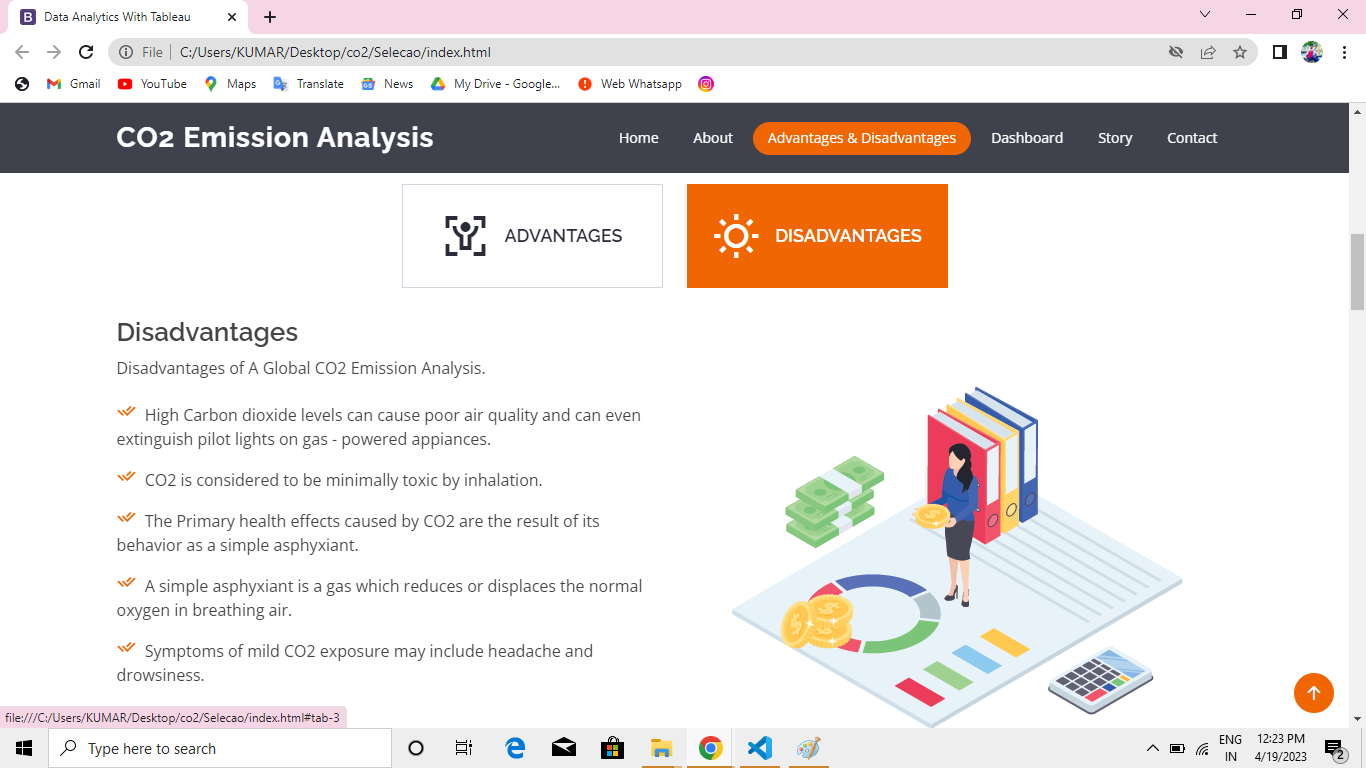 Data Analytics With Tableau
File
C:/Users/KUMAR/Desktop/co2/Selecao/index.html
Gmail YouTube Maps Translate News My Drive - Google... Web Whatsapp
CO2 Emission Analysis Home About Advantages & Disadvantages Dashboard Story Contact
ADVANTAGES DISADVANTAGES
Disadvantages
Disadvantages of A Global CO2 Emission Analysis.
High Carbon dioxide levels can cause poor air quality and can even
extinguish pilot lights on gas - powered appiances.
CO2 is considered to be minimally toxic by inhalation.
The Primary health effects caused by CO2 are the result of its
behavior as a simple asphyxiant.
A simple asphyxiant is a gas which reduces or displaces the normal
oxygen in breathing air.
Symptoms of mild CO2 exposure may include headache and
drowsiness.
file:///C:/Users/KUMAR/Desktop/co2/Selecao/index.html#tab-3
Type here to search
ENG
IN
12:23 PM
4/19/2023
2